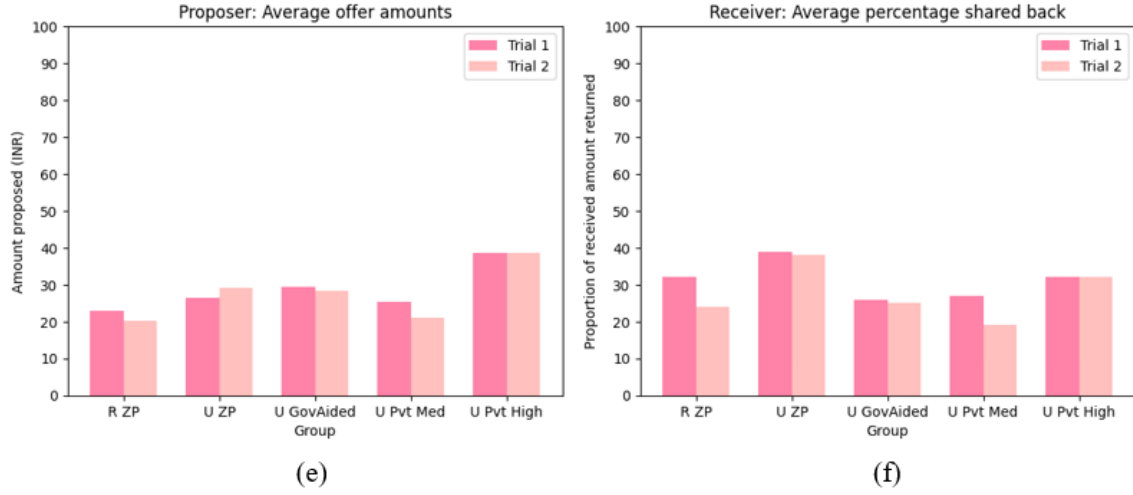 Proposer: Average offer amounts
Amount proposed (INR)
100
90
80
70
60
50
40
30
20
10
0
Trial 1
Trial 2
R ZP
U ZP
U GovAided
U Pvt Med
U Pvt High
Group
(e)
Receiver: Average percentage shared back
Proportion of received amount returned
100
90
80
70
60
50
40
30
20
10
0
Trial 1
Trial 2
R ZP
U ZP
U GovAided
U Pvt Med
U Pvt High
Group
(f)